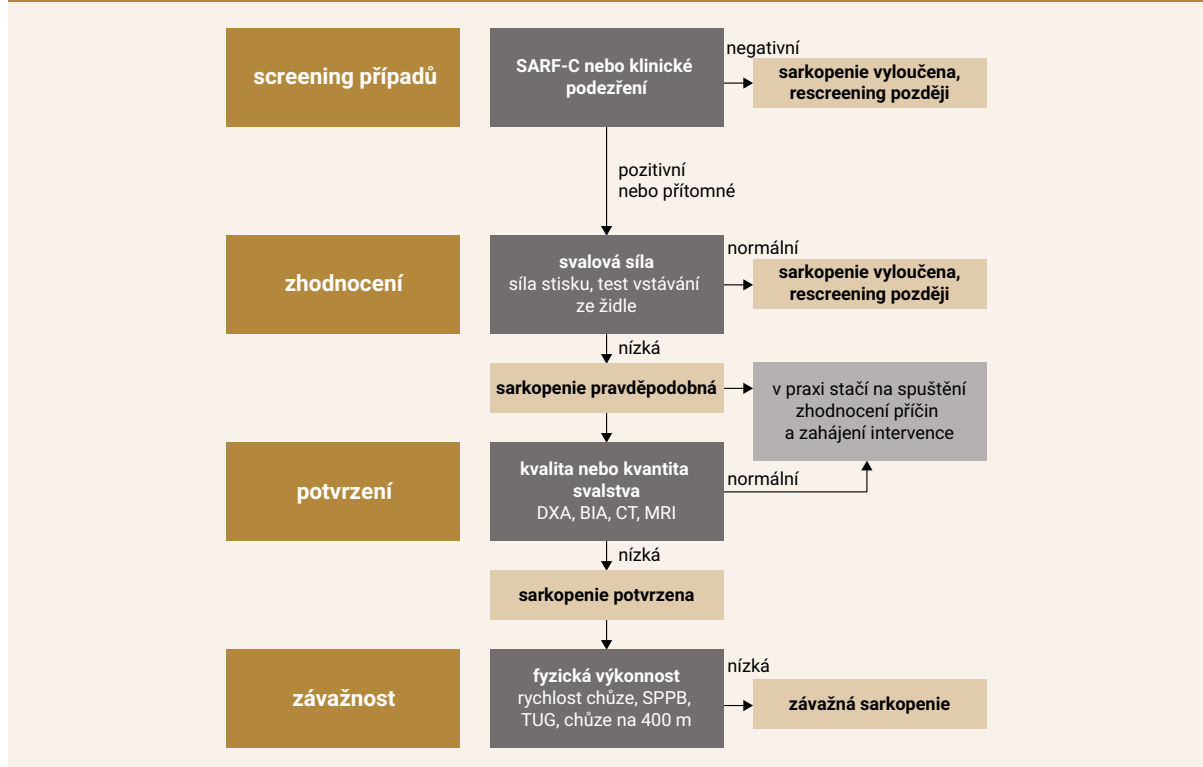 screening případů
SARF-C nebo klinické
podezření
negativní
sarkopenie vyloučena,
rescreening později
pozitivní
nebo přítomné
zhodnocení
svalová síla
síla stisku, test vstávání
ze židle
normální
sarkopenie vyloučena,
rescreening později
nízká
sarkopenie pravděpodobná
v praxi stačí na spuštění
zhodnocení příčin
a zahájení intervence
potvrzení
kvalita nebo kvantita
svalstva
DXA, BIA, CT, MRI
normální
nízká
sarkopenie potvrzena
závažnost
fyzická výkonnost
rychlost chůze, SPPB,
TUG, chůze na 400 m
nízká
závažná sarkopenie